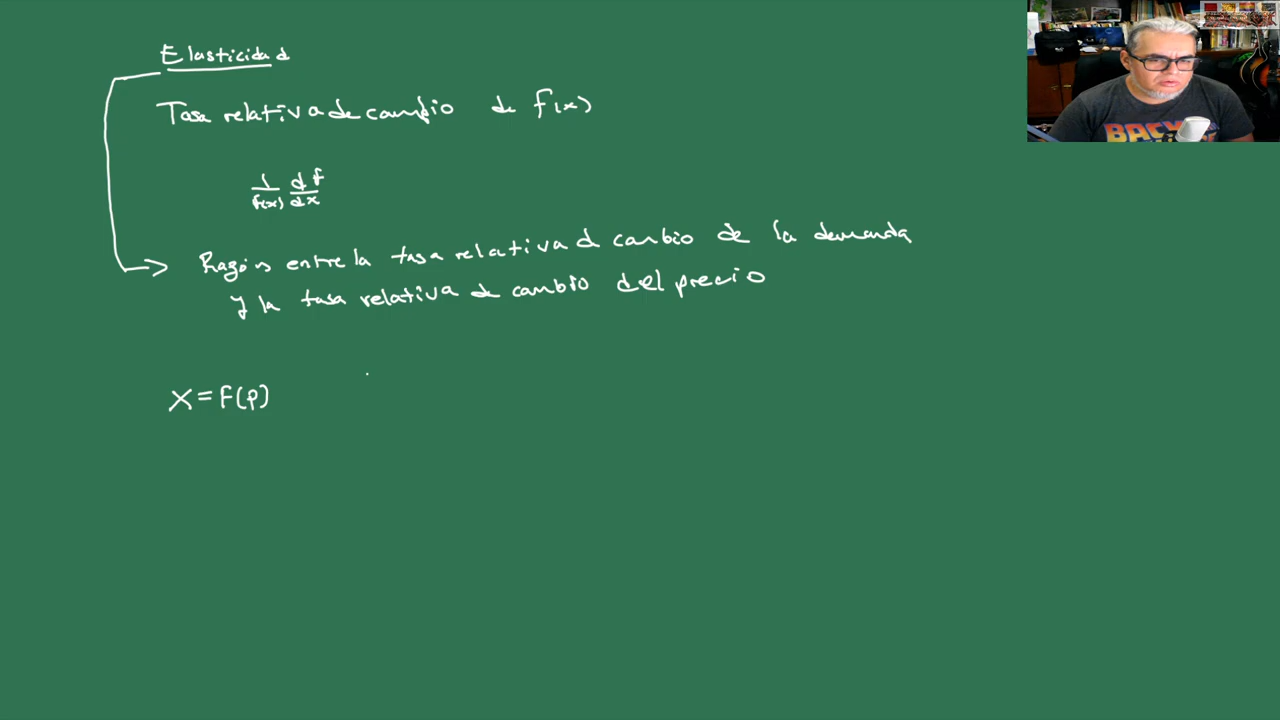 Elasticidad
Tasa relativa de cambio de f(x)
1/f(x) df/dx
Razón entre la tasa relativa d cambio de la demanda
y la tasa relativa de cambio del precio
X=F(p)
BACK